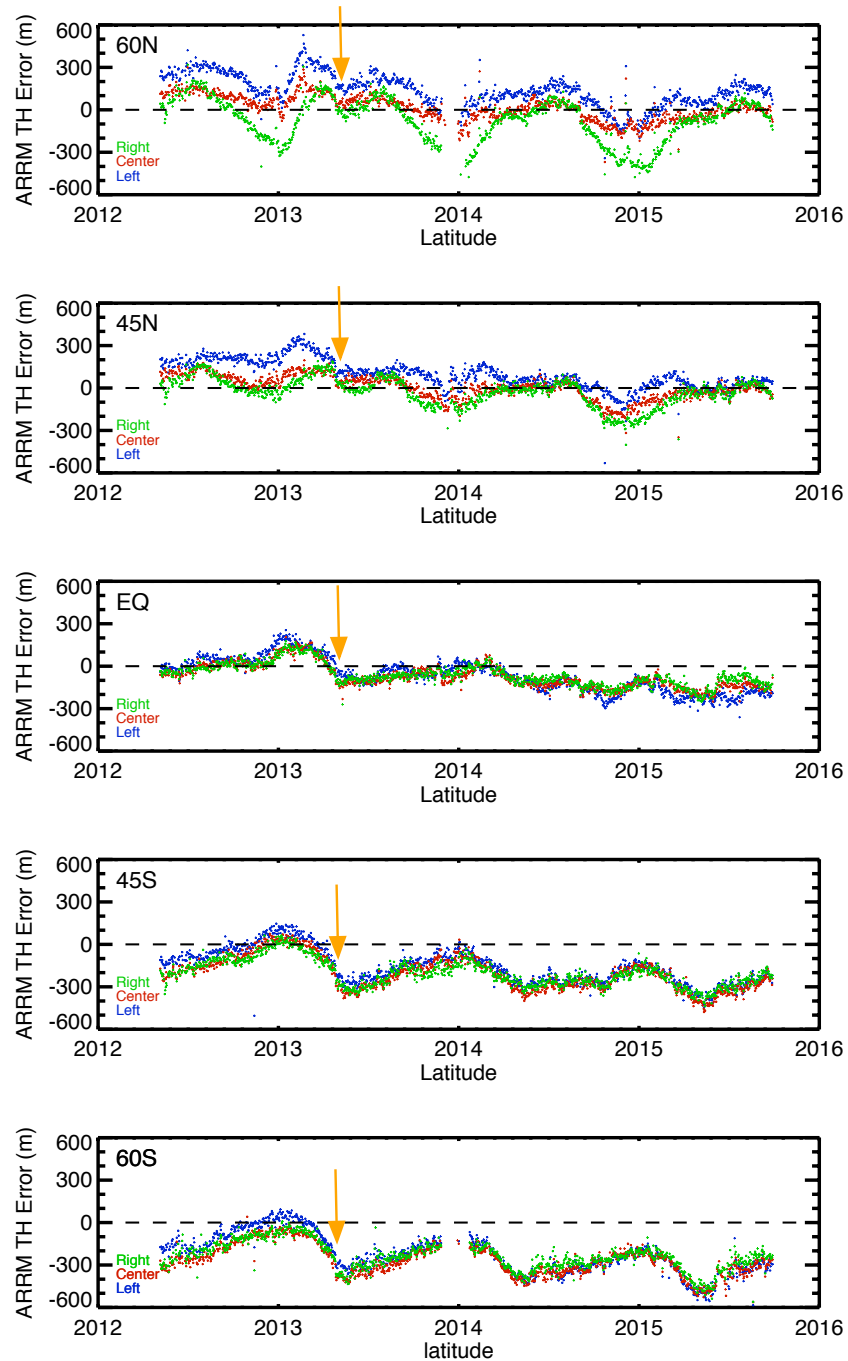 ARRM TH Error (m)
600
300
0
-300
-600
60N
Right
Center
Left
2012 2013 2014 2015 2016
Latitude
ARRM TH Error (m)
600
300
0
-300
-600
45N
Right
Center
Left
2012 2013 2014 2015 2016
Latitude
ARRM TH Error (m)
600
300
0
-300
-600
EQ
Right
Center
Left
2012 2013 2014 2015 2016
Latitude
ARRM TH Error (m)
600
300
0
-300
-600
45S
Right
Center
Left
2012 2013 2014 2015 2016
Latitude
ARRM TH Error (m)
600
300
0
-300
-600
60S
Right
Center
Left
2012 2013 2014 2015 2016
latitude